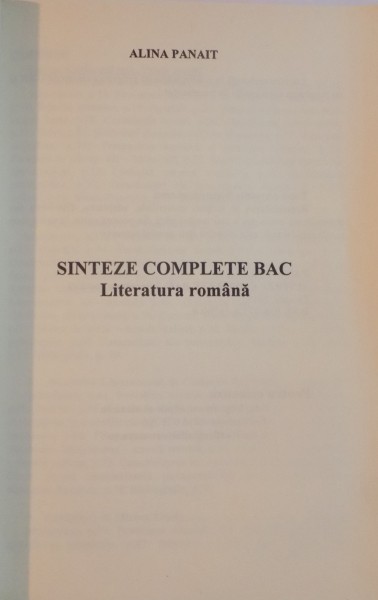 ALINA PANAIT
SINTEZE COMPLETE BAC
Literatura română